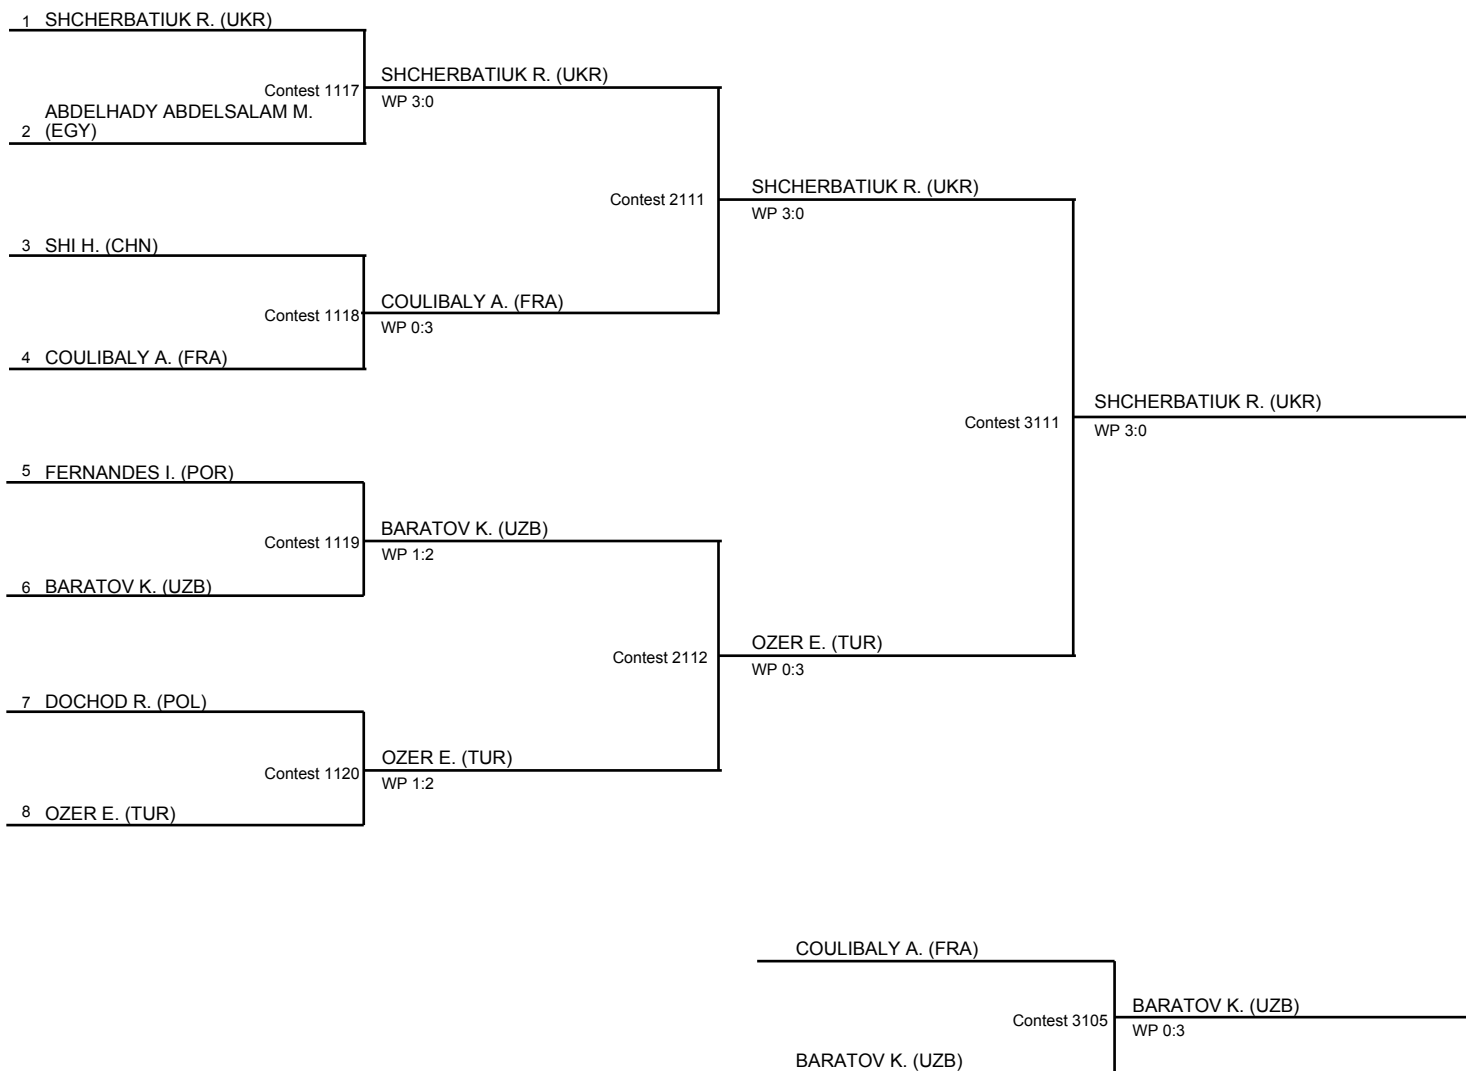 1 SHCHERBATIUK R. (UKR)
Contest 1117
SHCHERBATIUK R. (UKR)
WP 3:0
ABDELHADY ABDELSALAM M.
2 (EGY)
Contest 2111
SHCHERBATIUK R. (UKR)
WP 3:0
3 SHI H. (CHN)
Contest 1118
COULIBALY A. (FRA)
WP 0:3
4 COULIBALY A. (FRA)
Contest 3111
SHCHERBATIUK R. (UKR)
WP 3:0
5 FERNANDES I. (POR)
Contest 1119
BARATOV K. (UZB)
WP 1:2
6 BARATOV K. (UZB)
Contest 2112
OZER E. (TUR)
WP 0:3
7 DOCHOD R. (POL)
Contest 1120
OZER E. (TUR)
WP 1:2
8 OZER E. (TUR)
COULIBALY A. (FRA)
Contest 3105
BARATOV K. (UZB)
WP 0:3
BARATOV K. (UZB)